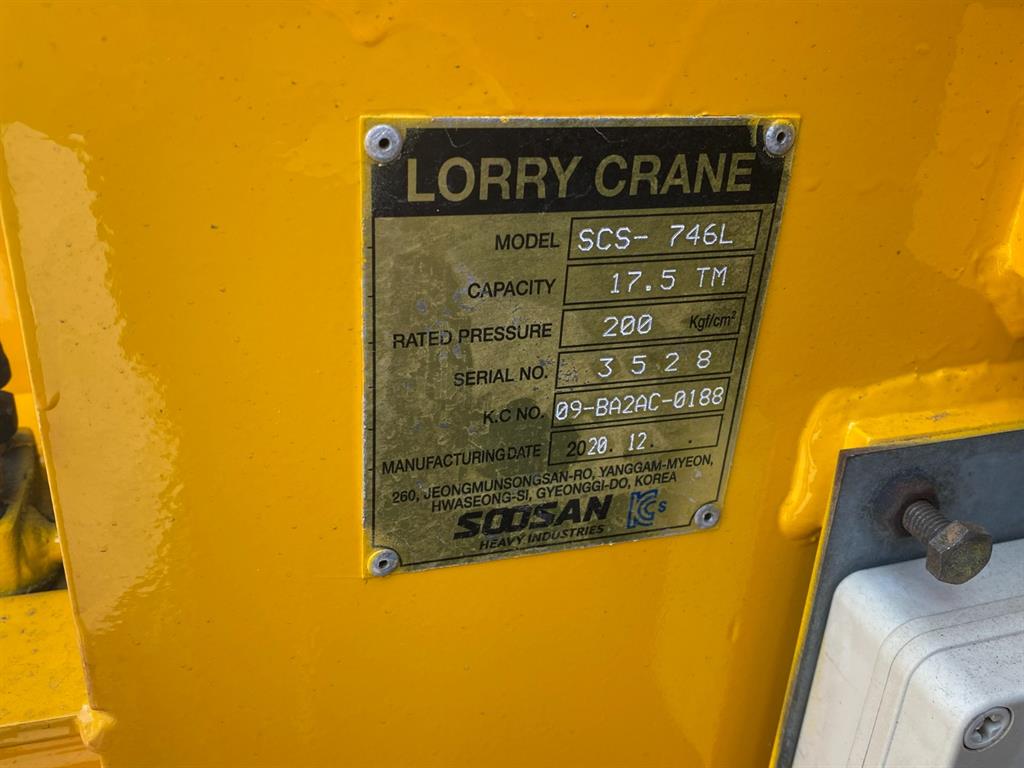 LORRY CRANE
MODEL SCS- 746L
CAPACITY 17.5 TM
RATED PRESSURE 200 Kgf/cm²
SERIAL NO. 3 5 2 8
K.C NO. 09-BA2AC-0188
MANUFACTURING DATE 2020. 12. .
260, JEONGMUNSONGSAN-RO, YANGGAM-MYEON,
HWASEONG-SI, GYEONGGI-DO, KOREA
SOOSAN KCs
HEAVY INDUSTRIES